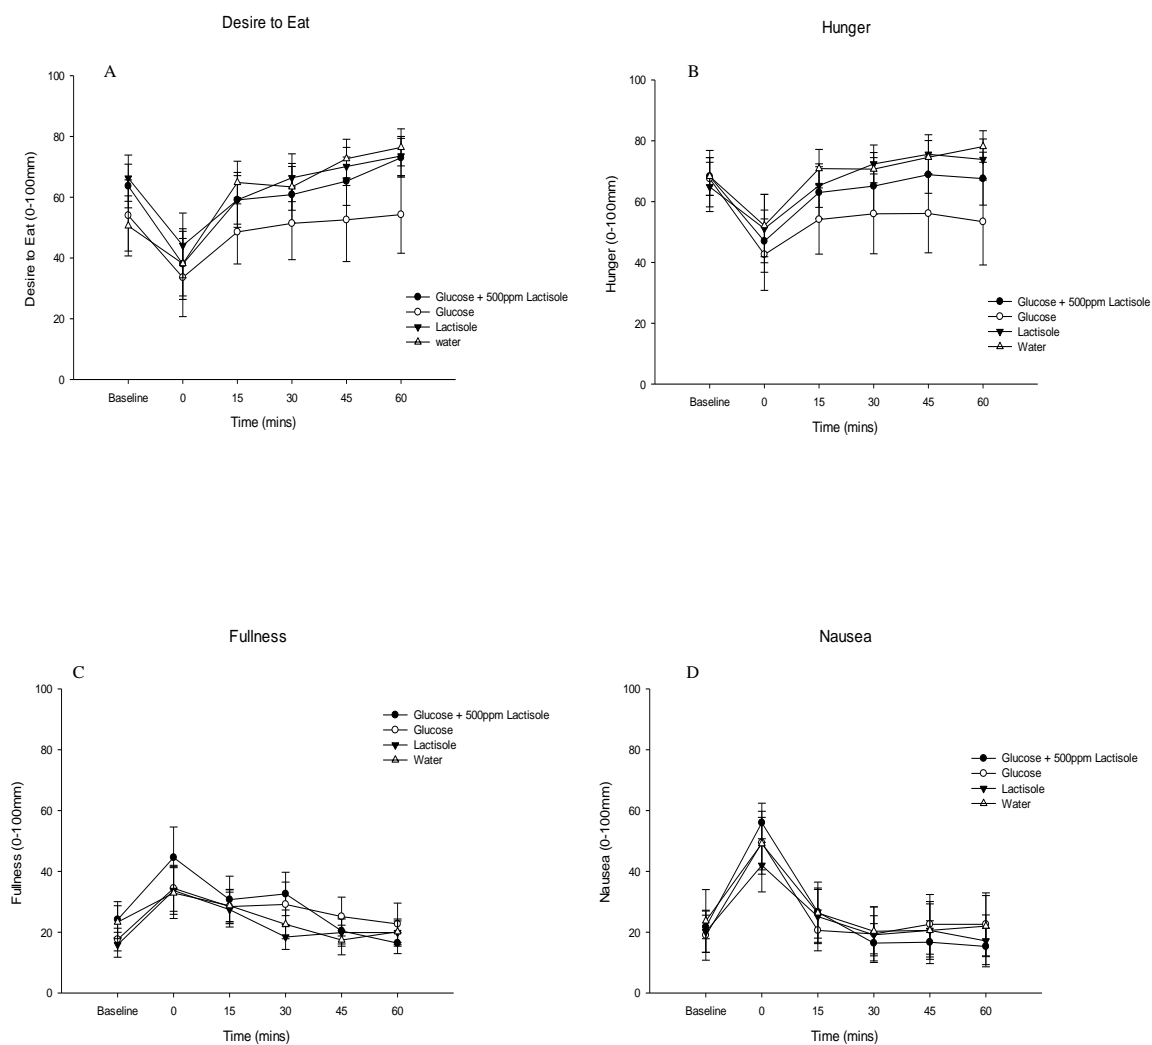 Desire to Eat
A
100
80
60
40
20
0
Desire to Eat (0-100mm)
Baseline 0 15 30 45 60
Time (mins)
Glucose + 500ppm Lactisole
Glucose
Lactisole
water
Hunger
B
100
80
60
40
20
0
Hunger (0-100mm)
Baseline 0 15 30 45 60
Time (mins)
Glucose + 500ppm Lactisole
Glucose
Lactisole
Water
Fullness
C
100
80
60
40
20
0
Fullness (0-100mm)
Baseline 0 15 30 45 60
Time (mins)
Glucose + 500ppm Lactisole
Glucose
Lactisole
Water
Nausea
D
100
80
60
40
20
0
Nausea (0-100mm)
Baseline 0 15 30 45 60
Time (mins)
Glucose + 500ppm Lactisole
Glucose
Lactisole
Water